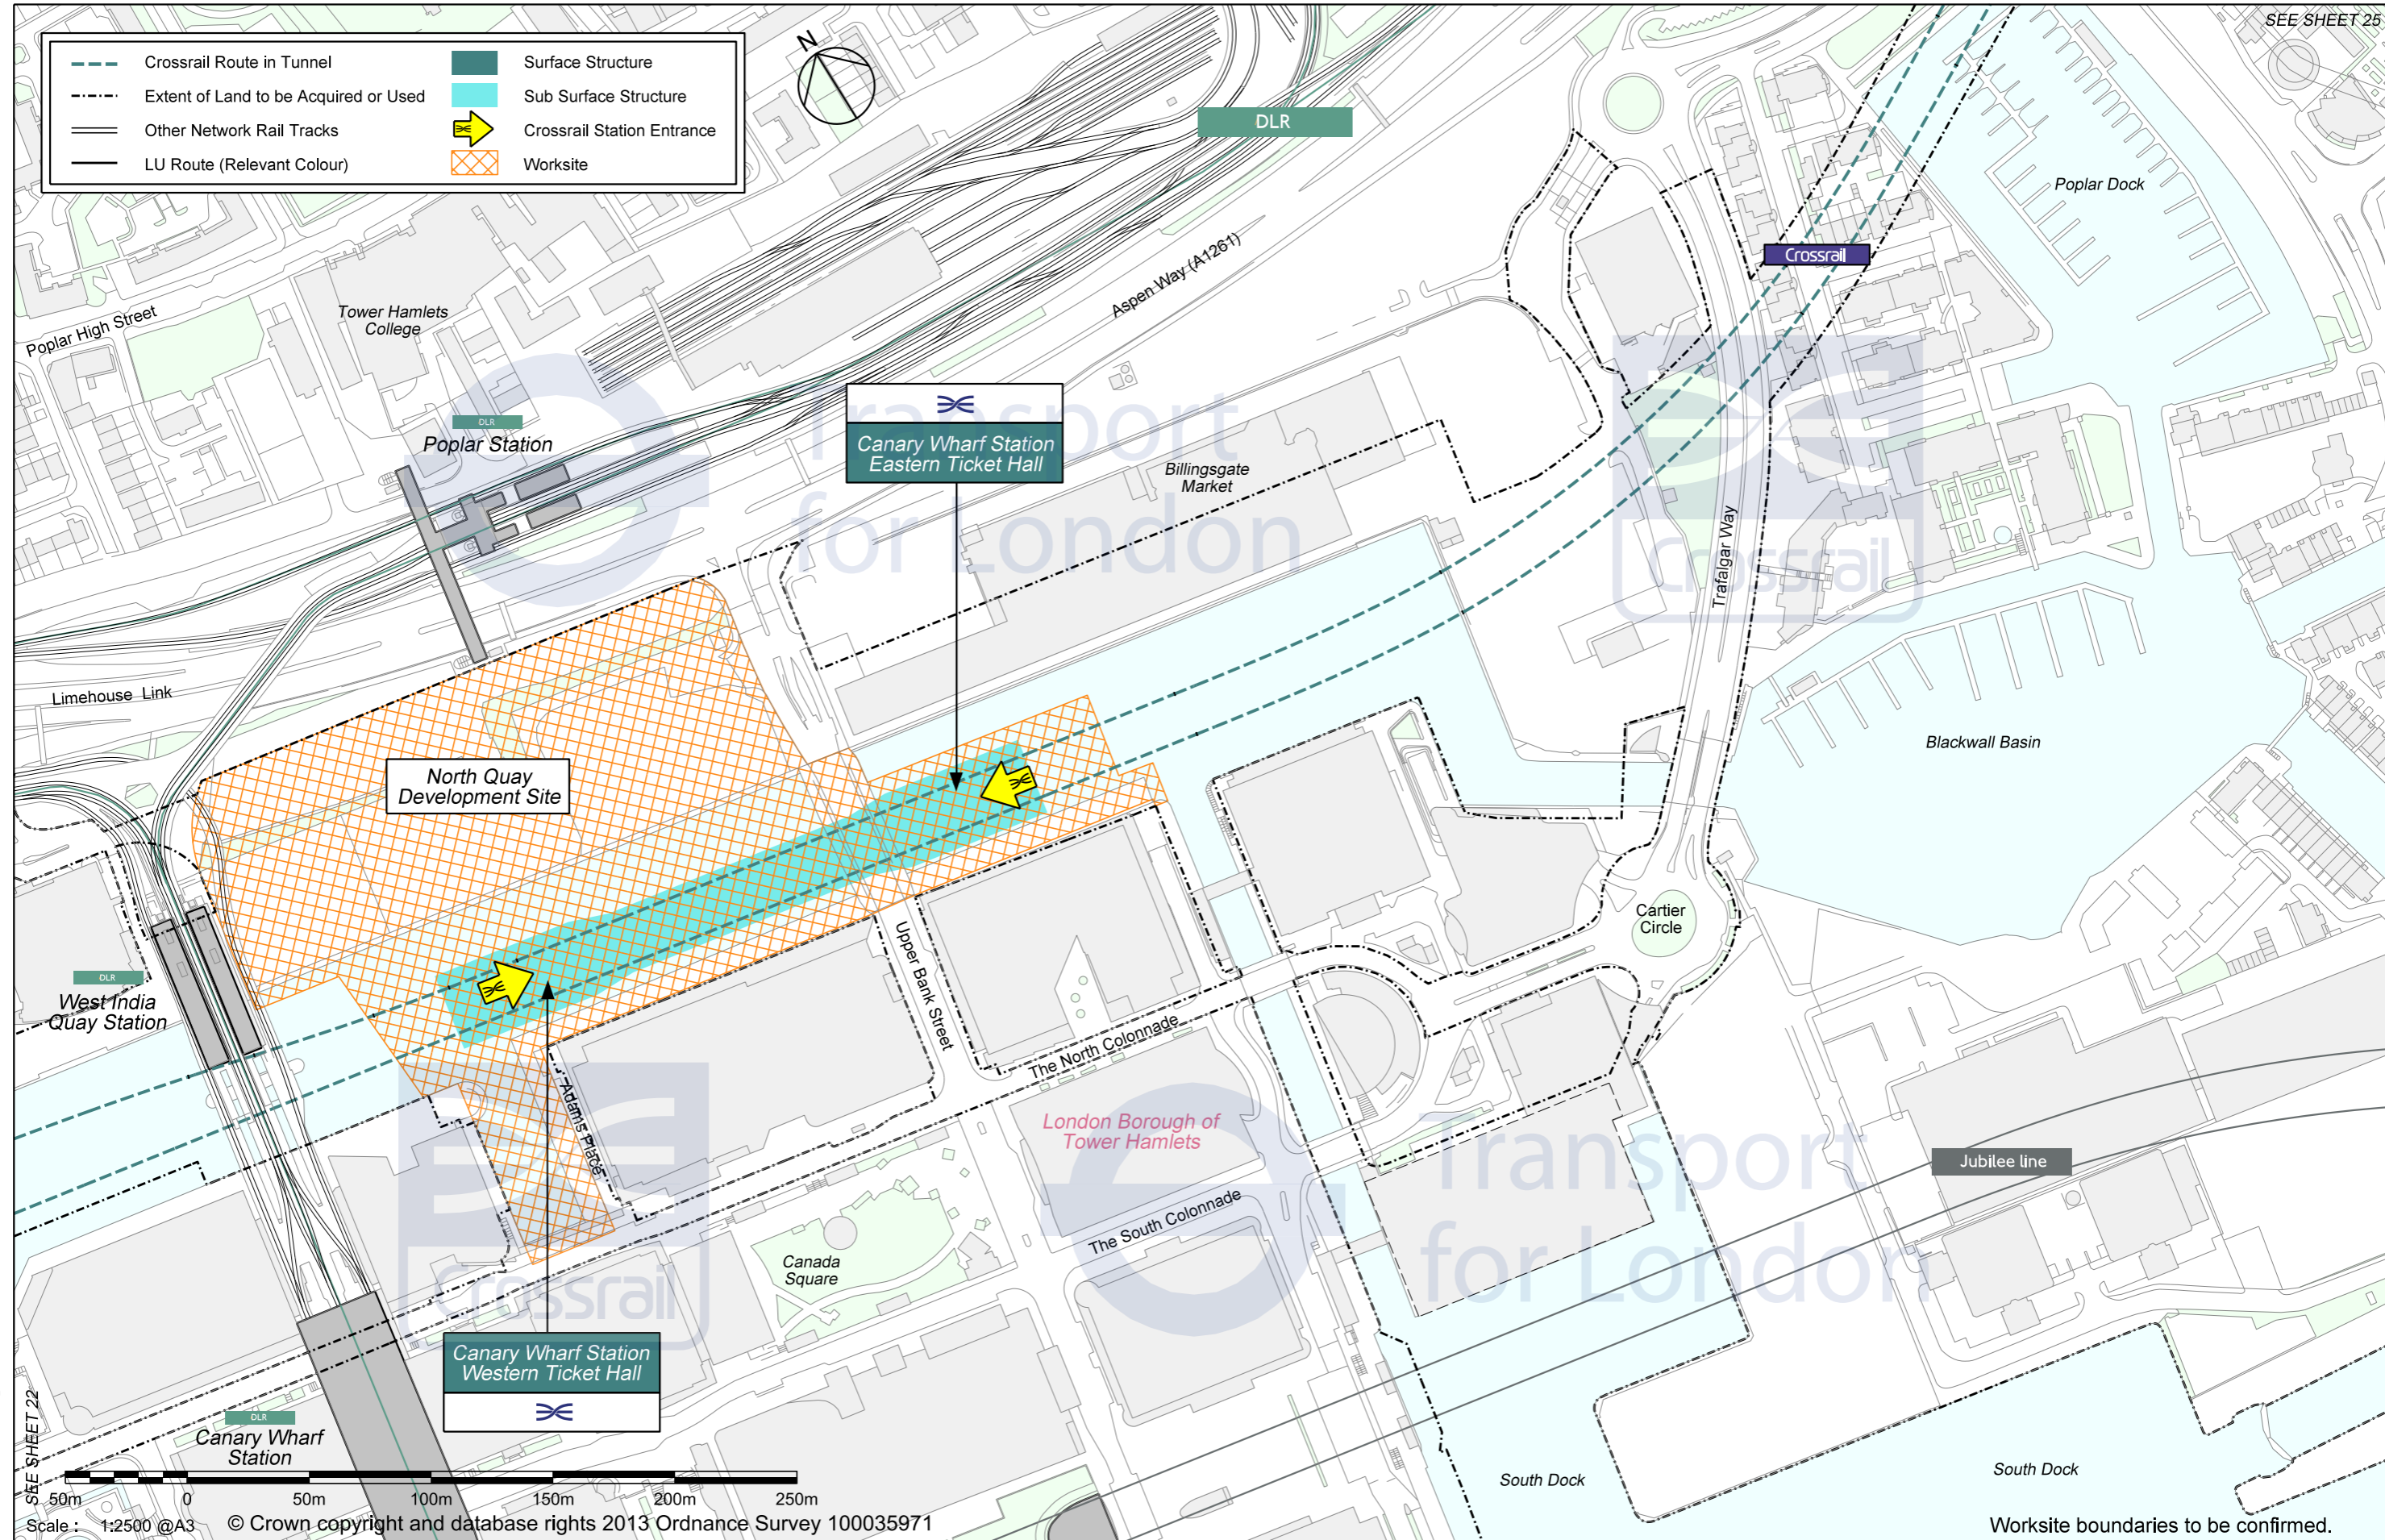 SEE SHEET 25
Crossrail Route in Tunnel
Extent of Land to be Acquired or Used
Other Network Rail Tracks
LU Route (Relevant Colour)
Surface Structure
Sub Surface Structure
Crossrail Station Entrance
Worksite
N
DLR
Poplar Dock
Crossrail
Aspen Way (A1261)
Tower Hamlets
College
Poplar High Street
DLR
Poplar Station
Canary Wharf Station
Eastern Ticket Hall
Billingsgate
Market
Transport
for London
Crossrail
Trafalgar Way
Limehouse Link
North Quay
Development Site
Blackwall Basin
Cartier
Circle
Upper Bank Street
DLR
West India
Quay Station
The North Colonnade
Adams Place
London Borough of
Tower Hamlets
Transport
for London
Jubilee line
The South Colonnade
Canada
Square
Crossrail
Canary Wharf Station
Western Ticket Hall
DLR
Canary Wharf
Station
SEE SHEET 22
South Dock
South Dock
50m 0 50m 100m 150m 200m 250m
Scale : 1:2500 @A3 © Crown copyright and database rights 2013 Ordnance Survey 100035971
Worksite boundaries to be confirmed.